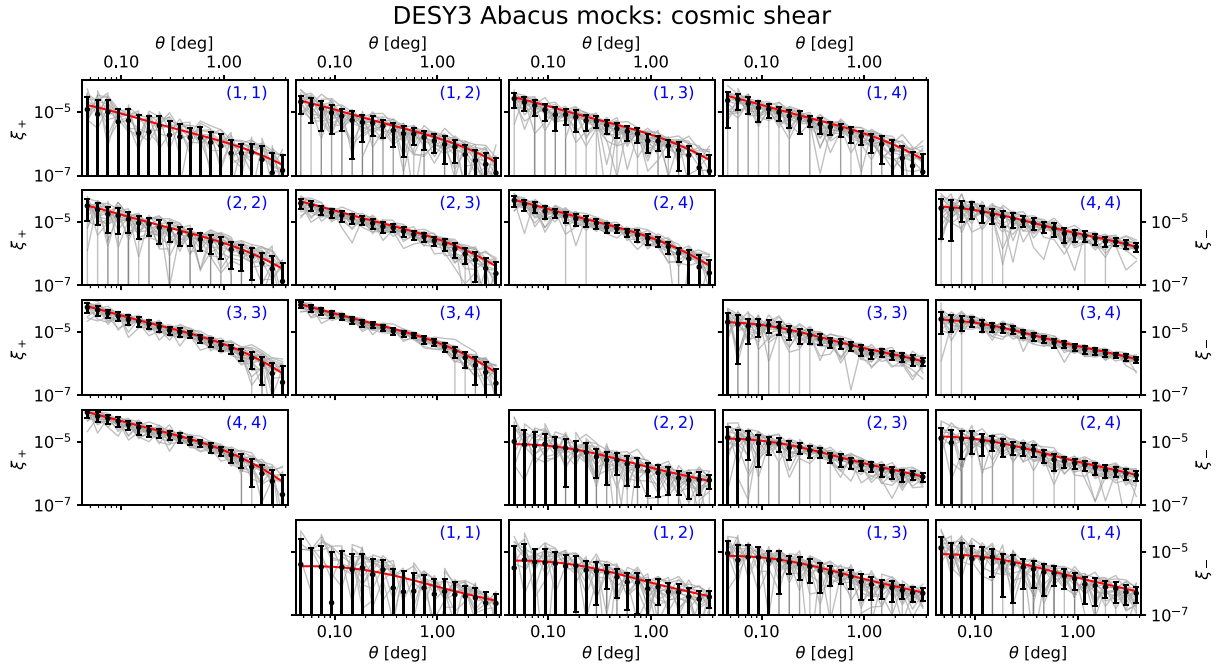 DESY3 Abacus mocks: cosmic shear
θ [deg] θ [deg] θ [deg] θ [deg]
0.10 1.00 0.10 1.00 0.10 1.00 0.10 1.00
10⁻⁵
ξ₊
10⁻⁷
(1, 1) (1, 2) (1, 3) (1, 4)
10⁻⁵
ξ₊
10⁻⁷
(2, 2) (2, 3) (2, 4) (4, 4)
10⁻⁵
ξ₋
10⁻⁷
10⁻⁵
ξ₊
10⁻⁷
(3, 3) (3, 4) (3, 3) (3, 4)
10⁻⁵
ξ₋
10⁻⁷
10⁻⁵
ξ₊
10⁻⁷
(4, 4) (2, 2) (2, 3) (2, 4)
10⁻⁵
ξ₋
10⁻⁷
(1, 1) (1, 2) (1, 3) (1, 4)
10⁻⁵
ξ₋
10⁻⁷
0.10 1.00 0.10 1.00 0.10 1.00 0.10 1.00
θ [deg] θ [deg] θ [deg] θ [deg]